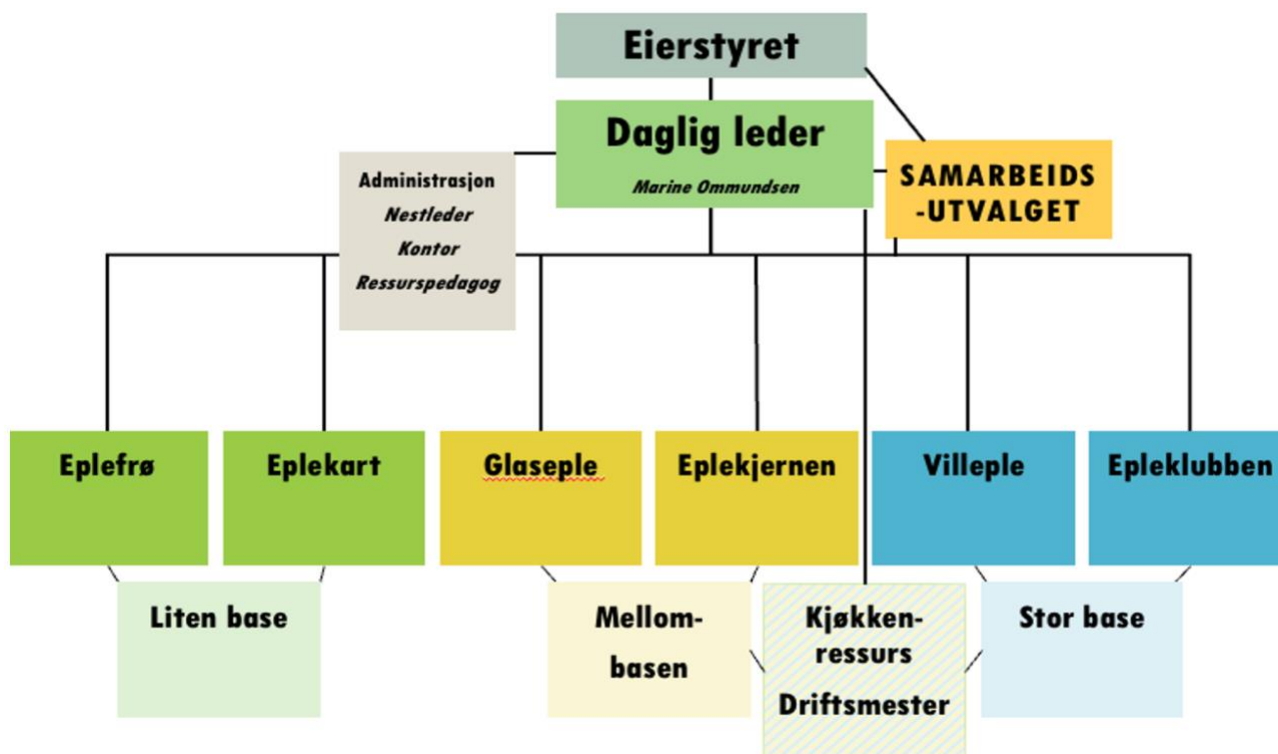 Eierstyret
Daglig leder
Marine Ommundsen
Administrasjon
Nestleder
Kontor
Ressurspedagog
SAMARBEIDS
-UTVALGET
Eplefrø
Eplekart
Glaseple
Eplekjernen
Villeple
Epleklubben
Liten base
Mellom-
basen
Kjøkken-
ressurs
Driftsmester
Stor base